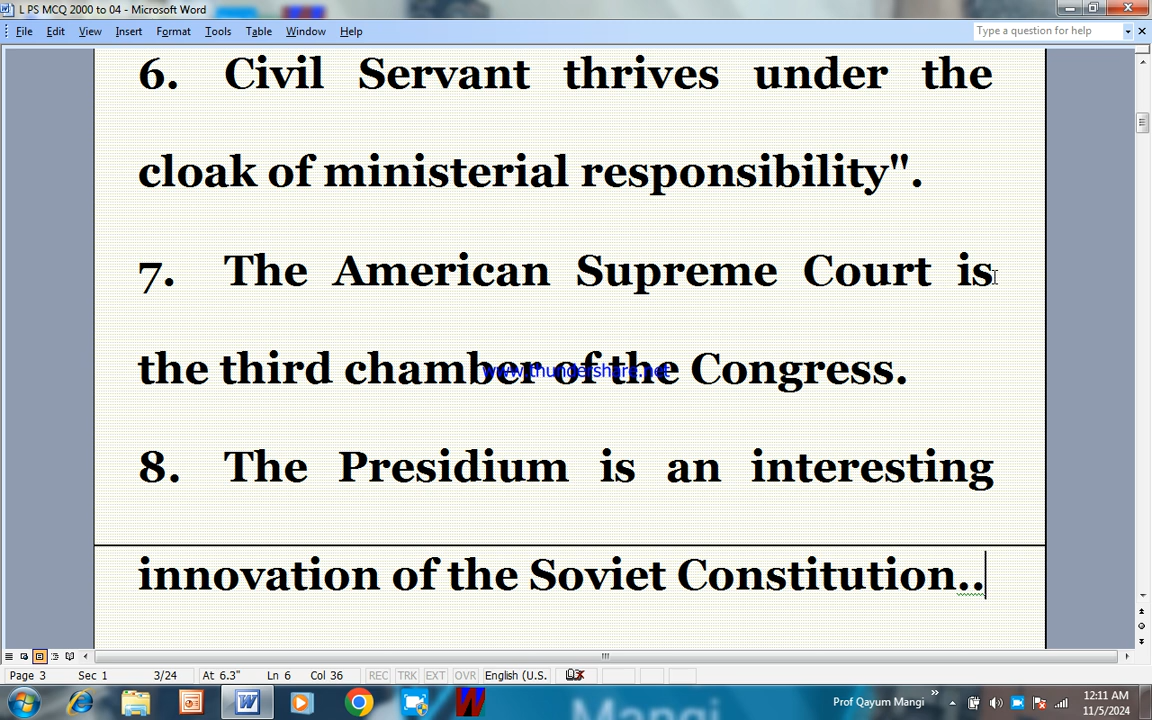 L PS MCQ 2000 to 04 - Microsoft Word
File Edit View Insert Format Tools Table Window Help
Type a question for help
6. Civil Servant thrives under the
cloak of ministerial responsibility".
7. The American Supreme Court is
the third chamber of the Congress.
www.thundershare.net
8. The Presidium is an interesting
innovation of the Soviet Constitution..
Page 3 Sec 1 3/24 At 6.3" Ln 6 Col 36 REC TRK EXT OVR English (U.S.
Prof Qayum Mangi
12:11 AM
11/5/2024
Mangi